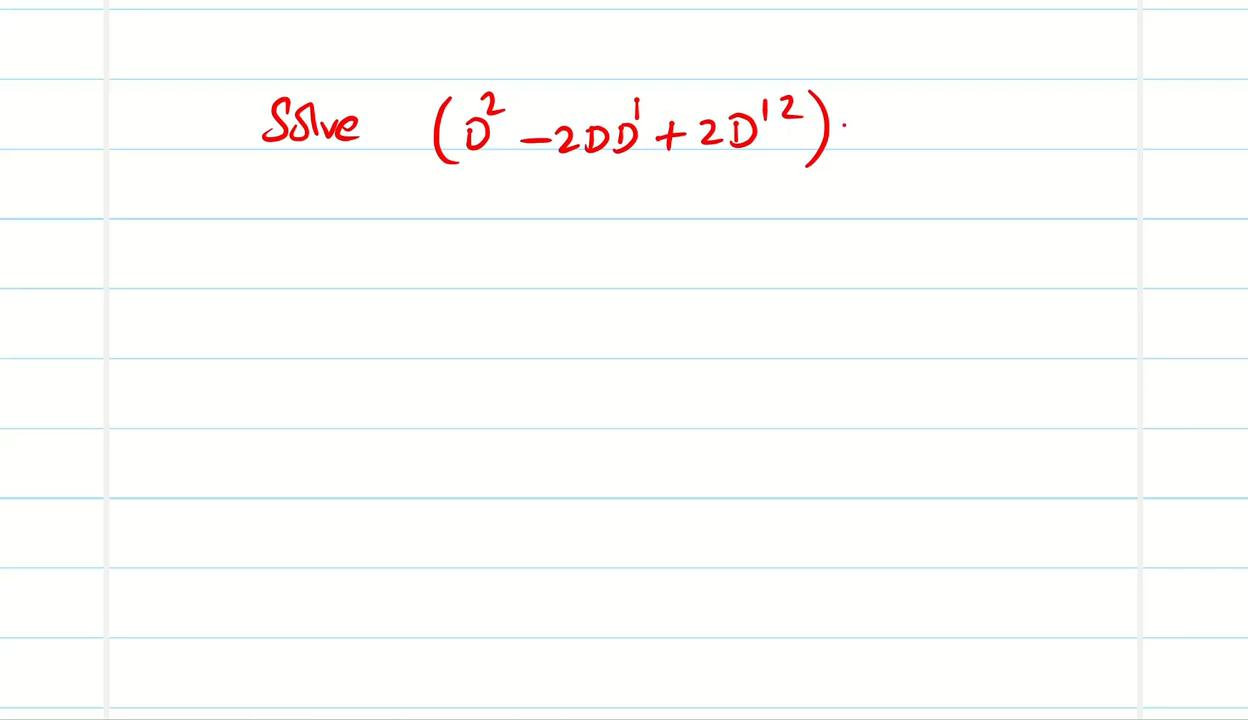 Solve (D² - 2DD' + 2D'²)